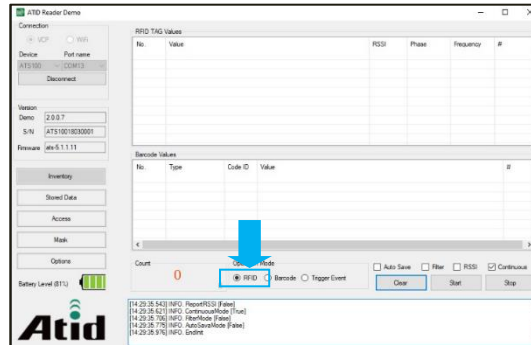 ATID Reader Demo
Connection
VCP WiFi
Device Port name
ATS100 COM13
Disconnect
Version
Demo 2.0.0.7
S/N ATS10018030001
Firmware ats-5.1.1.11
Inventory
Stored Data
Access
Mask
Options
Battery Level (81%)
Atid
RFID TAG Values
No. Value RSSI Phase Frequency #
Barcode Values
No. Type Code ID Value #
Count
0
Mode
RFID Barcode Trigger Event
Auto Save Filter RSSI Continuous
Clear Start Stop
[14:29:35.543] INFO. ReportRSSI [False]
[14:29:35.621] INFO. ContinuousMode [True]
[14:29:35.706] INFO. FilterMode [False]
[14:29:35.775] INFO. AutoSaveMode [False]
[14:29:35.976] INFO. EndInit